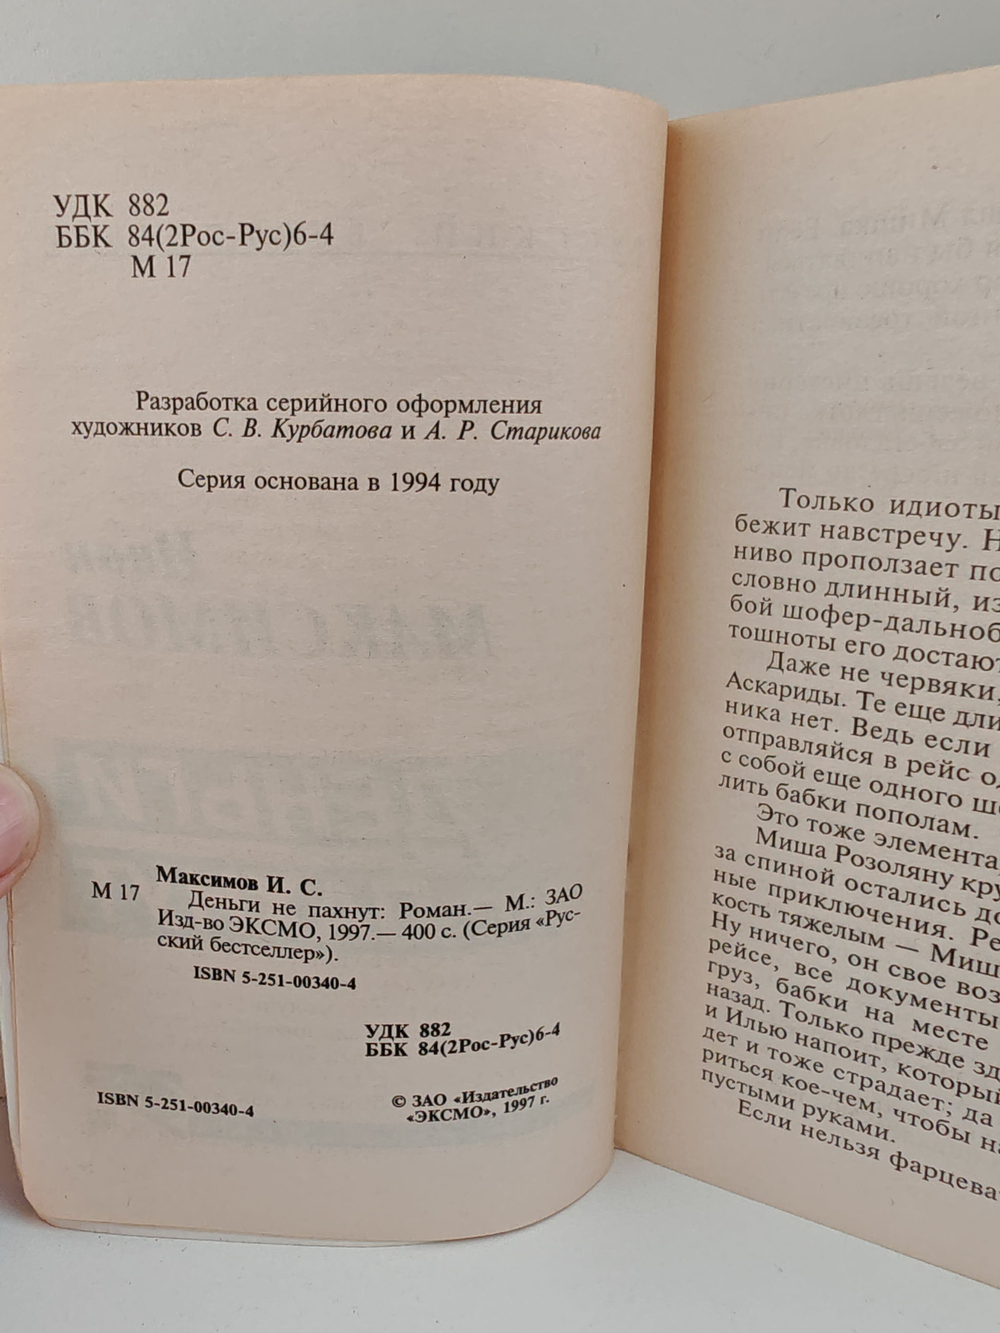 УДК 882
ББК 84(2Рос-Рус)6-4
М 17
Разработка серийного оформления
художников С. В. Курбатова и А. Р. Старикова
Серия основана в 1994 году
Максимов И. С.
М 17 Деньги не пахнут: Роман.— М.: ЗАО
Изд-во ЭКСМО, 1997.— 400 с. (Серия «Рус-
ский бестселлер»).
ISBN 5-251-00340-4
УДК 882
ББК 84(2Рос-Рус)6-4
ISBN 5-251-00340-4
© ЗАО «Издательство
«ЭКСМО», 1997 г.
Только идиоты
бежит навстречу. Н
ниво проползает по
словно длинный, из
бой шофер-дальноб
тошноты его достают
Даже не червяки,
Аскариды. Те еще дли
ника нет. Ведь если
отправляйся в рейс од
с собой еще одного шо
лить бабки пополам.
Это тоже элемента
Миша Розоляну кру
за спиной остались до
ные приключения. Ре
кость тяжелым — Миш
Ну ничего, он свое воз
рейсе, все документы
груз, бабки на месте
назад. Только прежде зд
и Илью напоит, который
дет и тоже страдает; да
риться кое-чем, чтобы на
пустыми руками.
Если нельзя фарцева